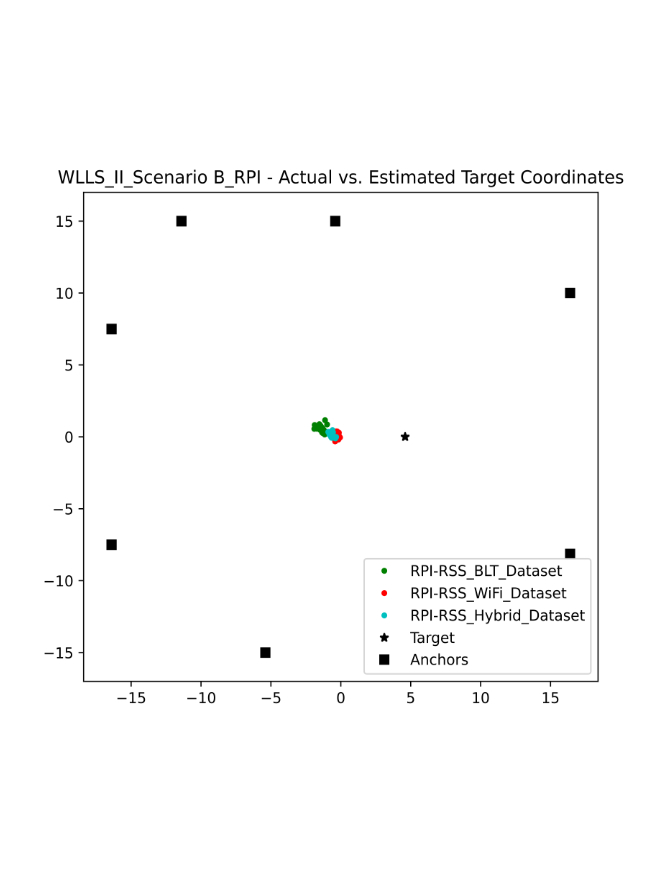 WLLS_II_Scenario B_RPI - Actual vs. Estimated Target Coordinates
15
10
5
0
−5
−10
−15
RPI-RSS_BLT_Dataset
RPI-RSS_WiFi_Dataset
RPI-RSS_Hybrid_Dataset
Target
Anchors
−15 −10 −5 0 5 10 15